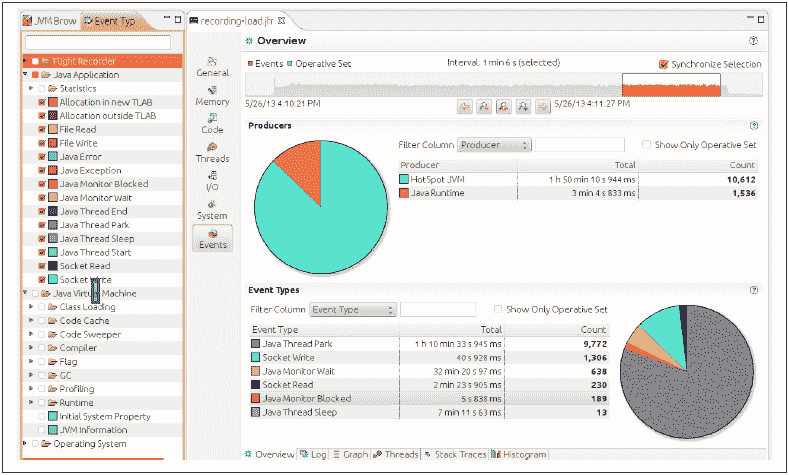 JVM Brow Event Typ recording-load.jfr
Overview
Events Operative Set Interval: 1 min 6 s (selected) Synchronize Selection
5/26/13 4:10:21 PM 5/26/13 4:11:27 PM
Flight Recorder
Java Application
Statistics
Allocation in new TLAB
Allocation outside TLAB
File Read
File Write
Java Error
Java Exception
Java Monitor Blocked
Java Monitor Wait
Java Thread End
Java Thread Park
Java Thread Sleep
Java Thread Start
Socket Read
Socket Write
Java Virtual Machine
Class Loading
Code Cache
Code Sweeper
Compiler
Flag
GC
Profiling
Runtime
Initial System Property
JVM Information
Operating System
General
Memory
Code
Threads
I/O
System
Events
Producers
Filter Column Producer Show Only Operative Set
Producer Total Count
HotSpot JVM 1 h 50 min 10 s 944 ms 10,612
Java Runtime 3 min 4 s 833 ms 1,536
Event Types
Filter Column Event Type Show Only Operative Set
Event Type Total Count
Java Thread Park 1 h 10 min 33 s 945 ms 9,772
Socket Write 40 s 928 ms 1,306
Java Monitor Wait 32 min 20 s 97 ms 638
Socket Read 2 min 23 s 905 ms 230
Java Monitor Blocked 5 s 838 ms 189
Java Thread Sleep 7 min 11 s 63 ms 13
Overview Log Graph Threads Stack Traces Histogram